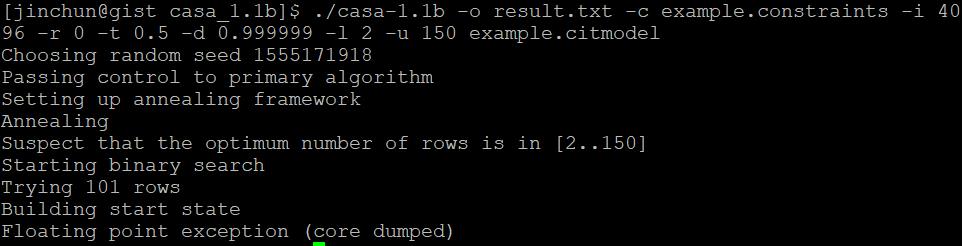 [jinchun@gist casa_1.1b]$ ./casa-1.1b -o result.txt -c example.constraints -i 40
96 -r 0 -t 0.5 -d 0.999999 -l 2 -u 150 example.citmodel
Choosing random seed 1555171918
Passing control to primary algorithm
Setting up annealing framework
Annealing
Suspect that the optimum number of rows is in [2..150]
Starting binary search
Trying 101 rows
Building start state
Floating point exception (core dumped)